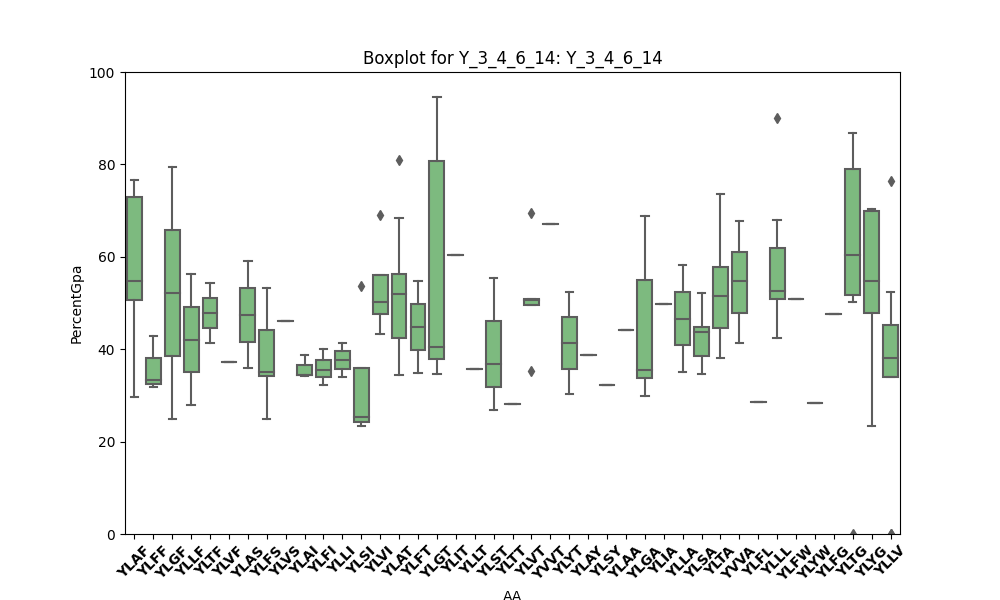 Boxplot for Y_3_4_6_14: Y_3_4_6_14
100
80
60
40
20
0
PercentGpa
YLAF YLFF YLGF YLLF YLTF YLVF YLAS YLFS YLVS YLAI YLFI YLLI YLSI YLVI YLAT YLFT YLGT YLIT YLLT YLST YLTT YLVT YVVT YLYT YLAY YLSY YLAA YLGA YLIA YLLA YLSA YLTA YVVA YLFL YLLL YLFW YLYW YLFG YLTG YLYG YLLV
AA